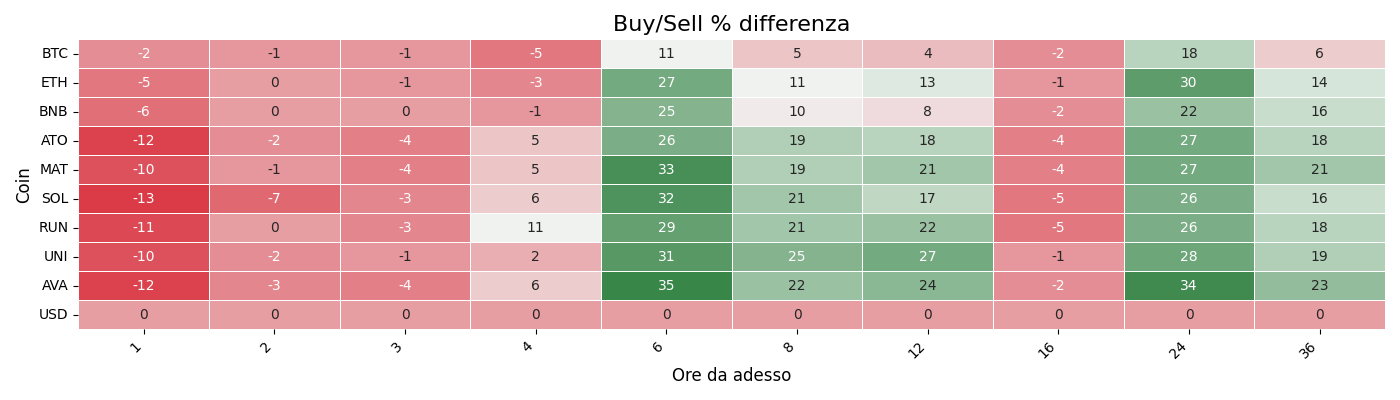 Buy/Sell % differenza
Coin
BTC -2 -1 -1 -5 11 5 4 -2 18 6
ETH -5 0 -1 -3 27 11 13 -1 30 14
BNB -6 0 0 -1 25 10 8 -2 22 16
ATO -12 -2 -4 5 26 19 18 -4 27 18
MAT -10 -1 -4 5 33 19 21 -4 27 21
SOL -13 -7 -3 6 32 21 17 -5 26 16
RUN -11 0 -3 11 29 21 22 -5 26 18
UNI -10 -2 -1 2 31 25 27 -1 28 19
AVA -12 -3 -4 6 35 22 24 -2 34 23
USD 0 0 0 0 0 0 0 0 0 0
1 2 3 4 6 8 12 16 24 36
Ore da adesso